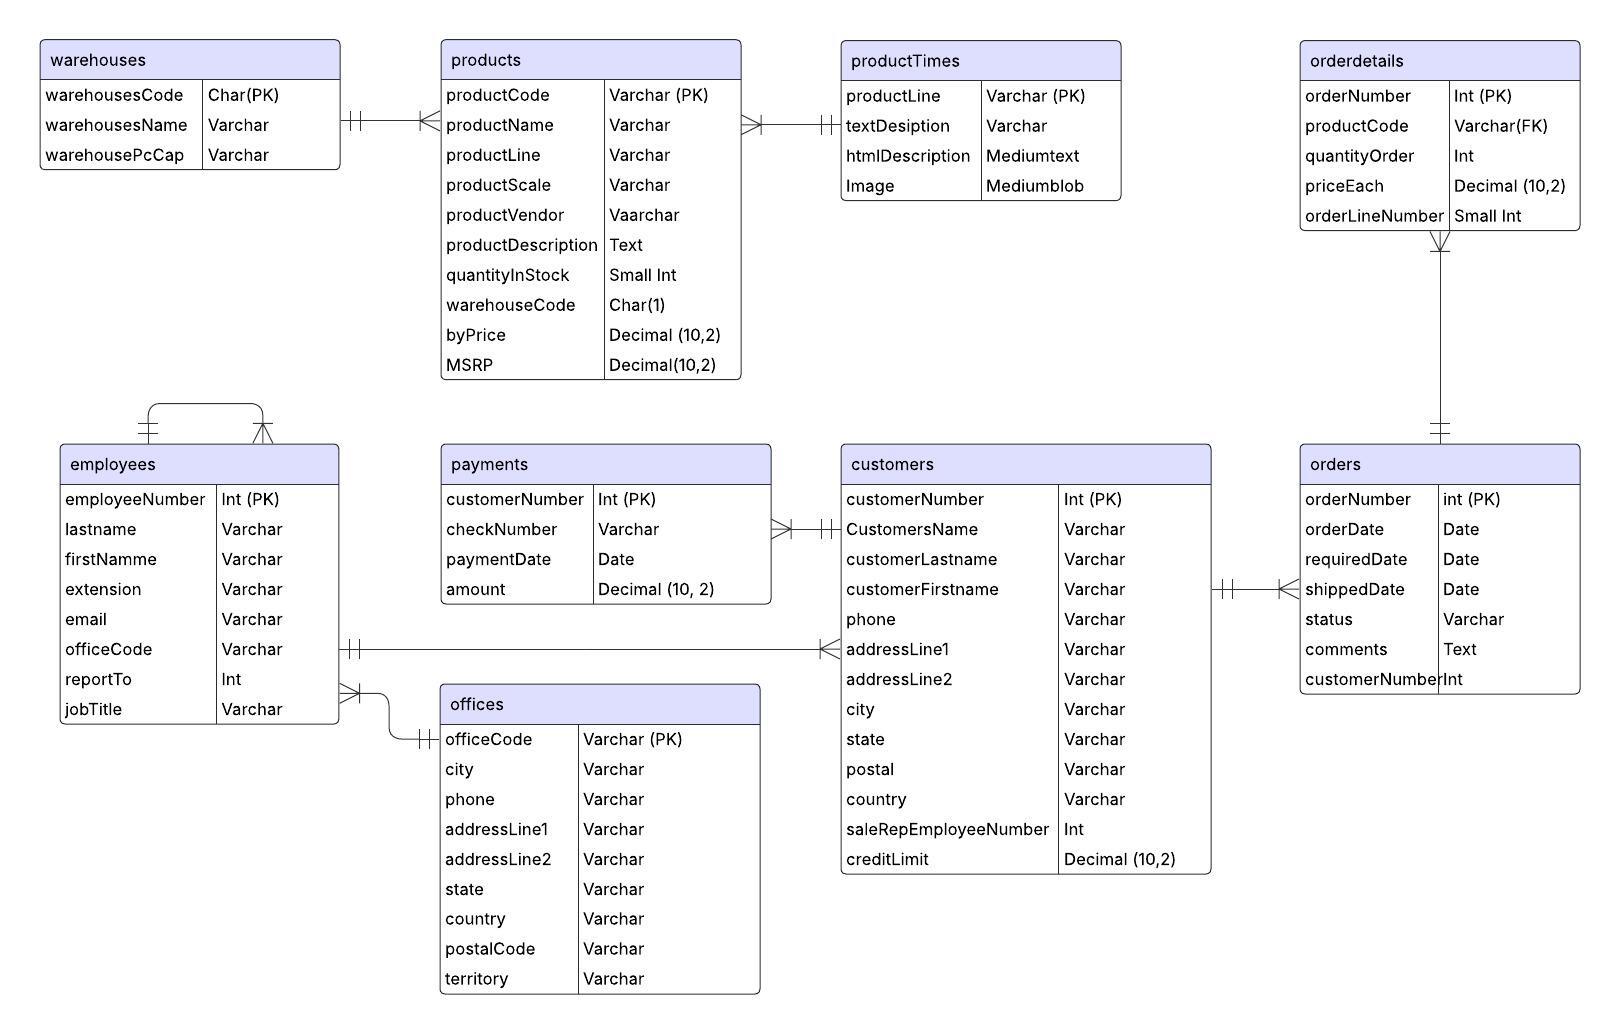 warehouses
warehousesCode Char(PK)
warehousesName Varchar
warehousePcCap Varchar
products
productCode Varchar (PK)
productName Varchar
productLine Varchar
productScale Varchar
productVendor Vaarchar
productDescription Text
quantityInStock Small Int
warehouseCode Char(1)
byPrice Decimal (10,2)
MSRP Decimal(10,2)
productTimes
productLine Varchar (PK)
textDesiption Varchar
htmlDescription Mediumtext
Image Mediumblob
orderdetails
orderNumber Int (PK)
productCode Varchar(FK)
quantityOrder Int
priceEach Decimal (10,2)
orderLineNumber Small Int
employees
employeeNumber Int (PK)
lastname Varchar
firstNamme Varchar
extension Varchar
email Varchar
officeCode Varchar
reportTo Int
jobTitle Varchar
payments
customerNumber Int (PK)
checkNumber Varchar
paymentDate Date
amount Decimal (10, 2)
customers
customerNumber Int (PK)
CustomersName Varchar
customerLastname Varchar
customerFirstname Varchar
phone Varchar
addressLine1 Varchar
addressLine2 Varchar
city Varchar
state Varchar
postal Varchar
country Varchar
saleRepEmployeeNumber Int
creditLimit Decimal (10,2)
orders
orderNumber int (PK)
orderDate Date
requiredDate Date
shippedDate Date
status Varchar
comments Text
customerNumber Int
offices
officeCode Varchar (PK)
city Varchar
phone Varchar
addressLine1 Varchar
addressLine2 Varchar
state Varchar
country Varchar
postalCode Varchar
territory Varchar